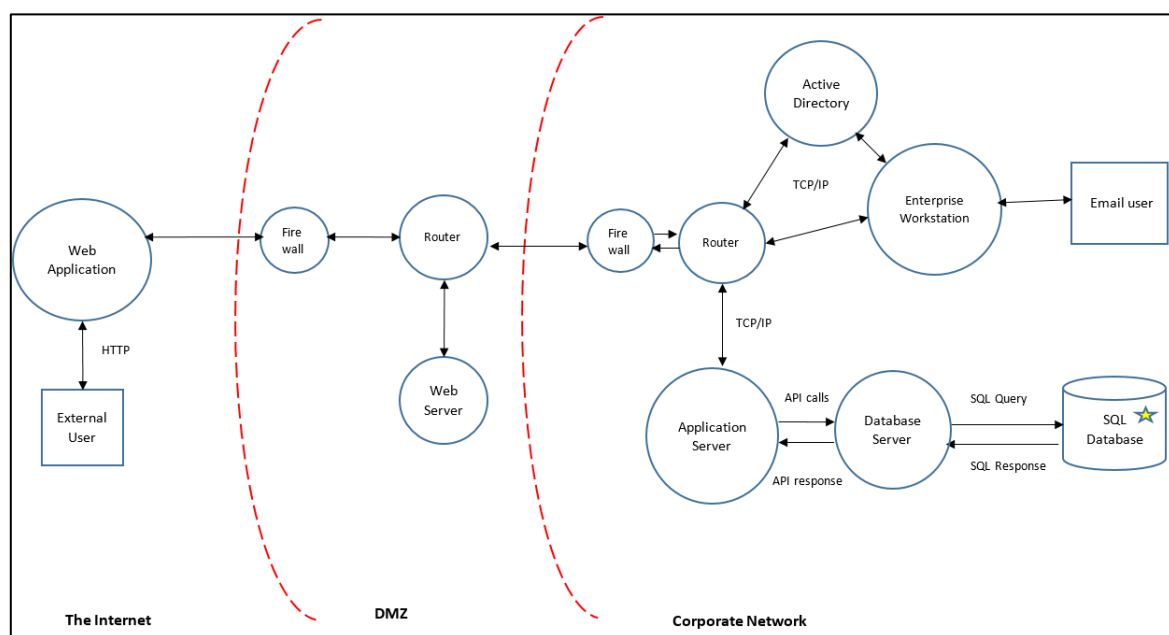 Active
Directory
TCP/IP
Enterprise
Workstation
Email user
Web
Application
Fire
wall
Router
Fire
wall
Router
HTTP
TCP/IP
External
User
Web
Server
Application
Server
API calls
API response
Database
Server
SQL Query
SQL Response
SQL
Database
The Internet
DMZ
Corporate Network